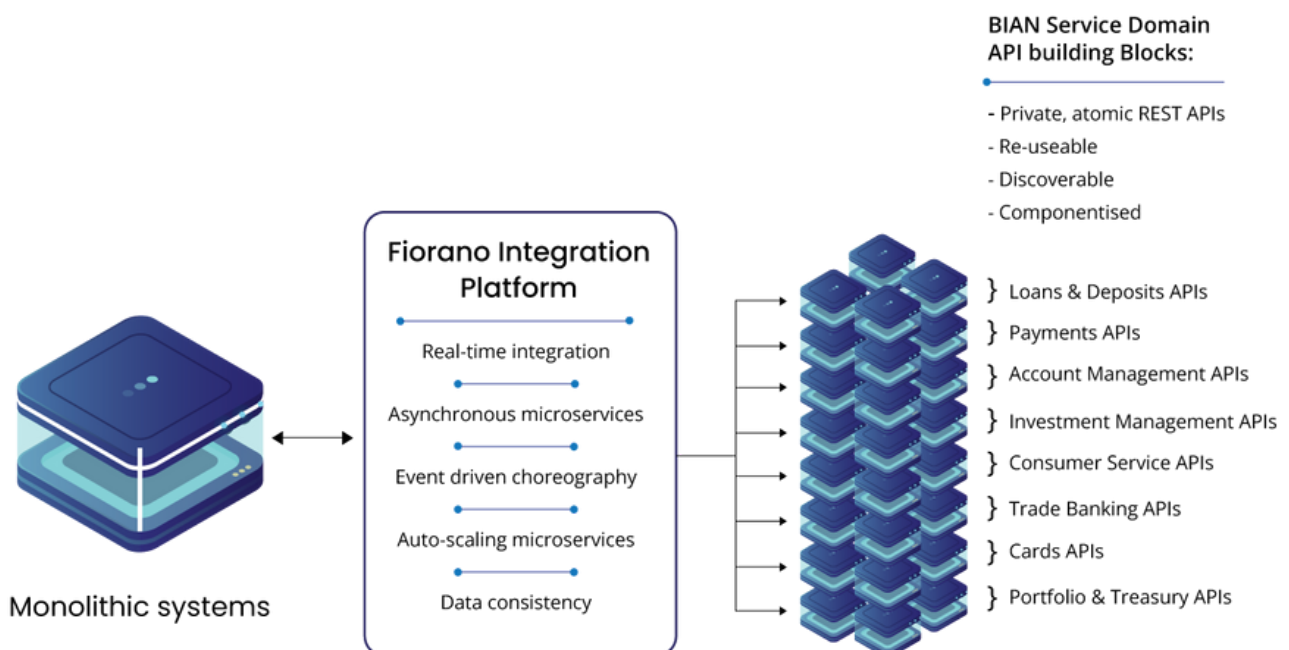 BIAN Service Domain
API building Blocks:
- Private, atomic REST APIs
- Re-useable
- Discoverable
- Componentised
Fiorano Integration
Platform
Real-time integration
Asynchronous microservices
Event driven choreography
Auto-scaling microservices
Data consistency
Monolithic systems
} Loans & Deposits APIs
} Payments APIs
} Account Management APIs
} Investment Management APIs
} Consumer Service APIs
} Trade Banking APIs
} Cards APIs
} Portfolio & Treasury APIs